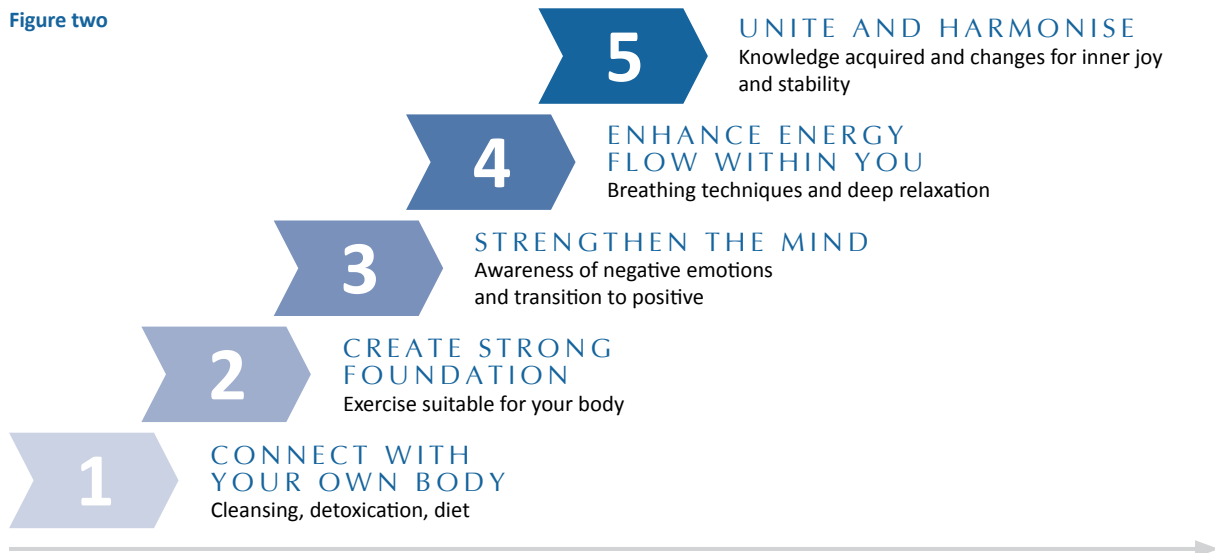 Figure two
5
UNITE AND HARMONISE
Knowledge acquired and changes for inner joy
and stability
4
ENHANCE ENERGY
FLOW WITHIN YOU
Breathing techniques and deep relaxation
3
STRENGTHEN THE MIND
Awareness of negative emotions
and transition to positive
2
CREATE STRONG
FOUNDATION
Exercise suitable for your body
1
CONNECT WITH
YOUR OWN BODY
Cleansing, detoxication, diet